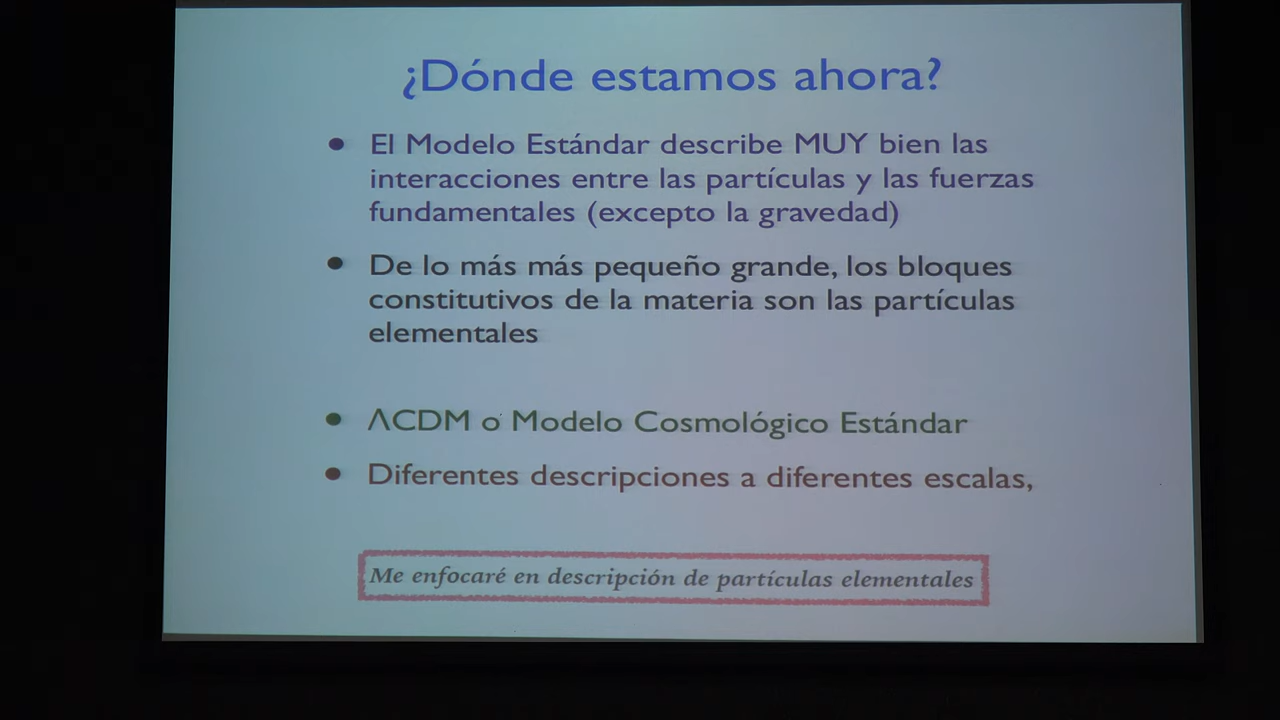 ¿Dónde estamos ahora?
• El Modelo Estándar describe MUY bien las
interacciones entre las partículas y las fuerzas
fundamentales (excepto la gravedad)
• De lo más más pequeño grande, los bloques
constitutivos de la materia son las partículas
elementales
• ΛCDM o Modelo Cosmológico Estándar
• Diferentes descripciones a diferentes escalas,
Me enfocaré en descripción de partículas elementales